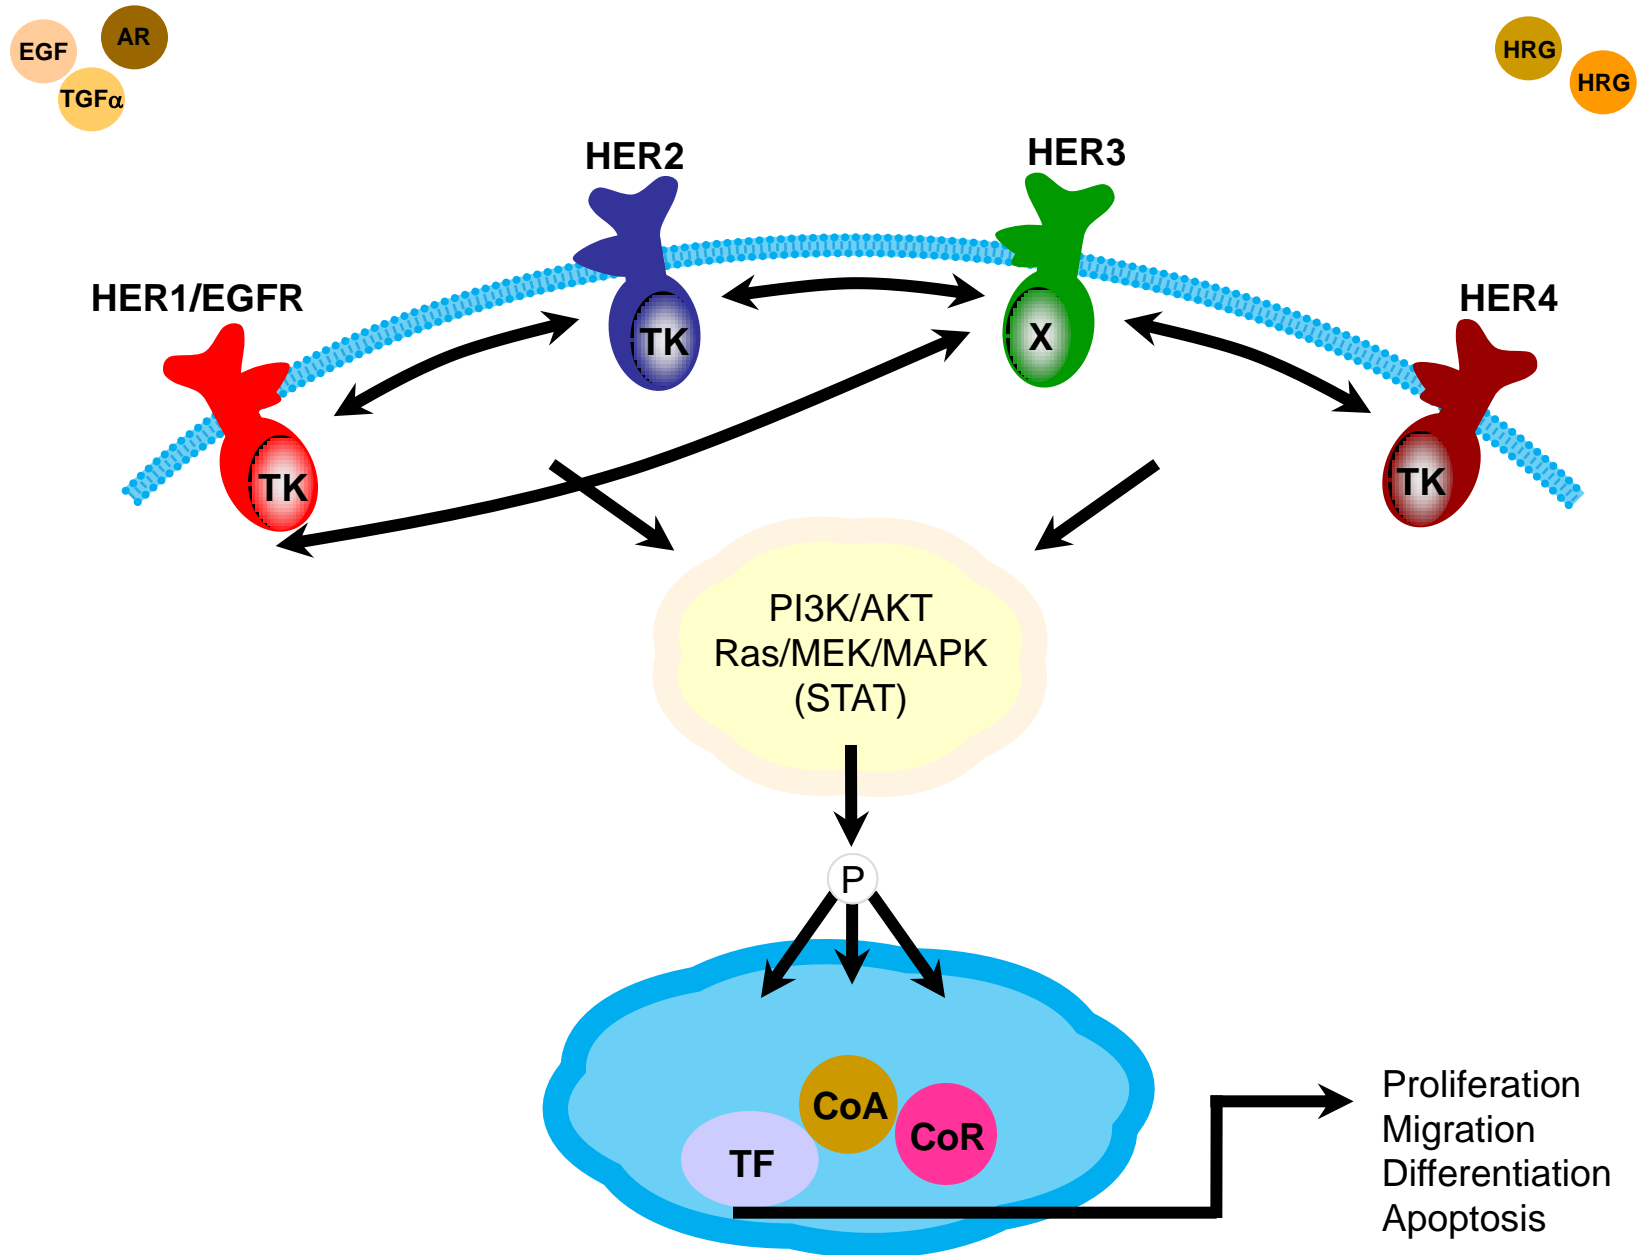 EGF
AR
TGFα
HRG
HRG
HER2
HER3
HER1/EGFR
HER4
TK
X
TK
TK
PI3K/AKT
Ras/MEK/MAPK
(STAT)
P
CoA
CoR
TF
Proliferation
Migration
Differentiation
Apoptosis